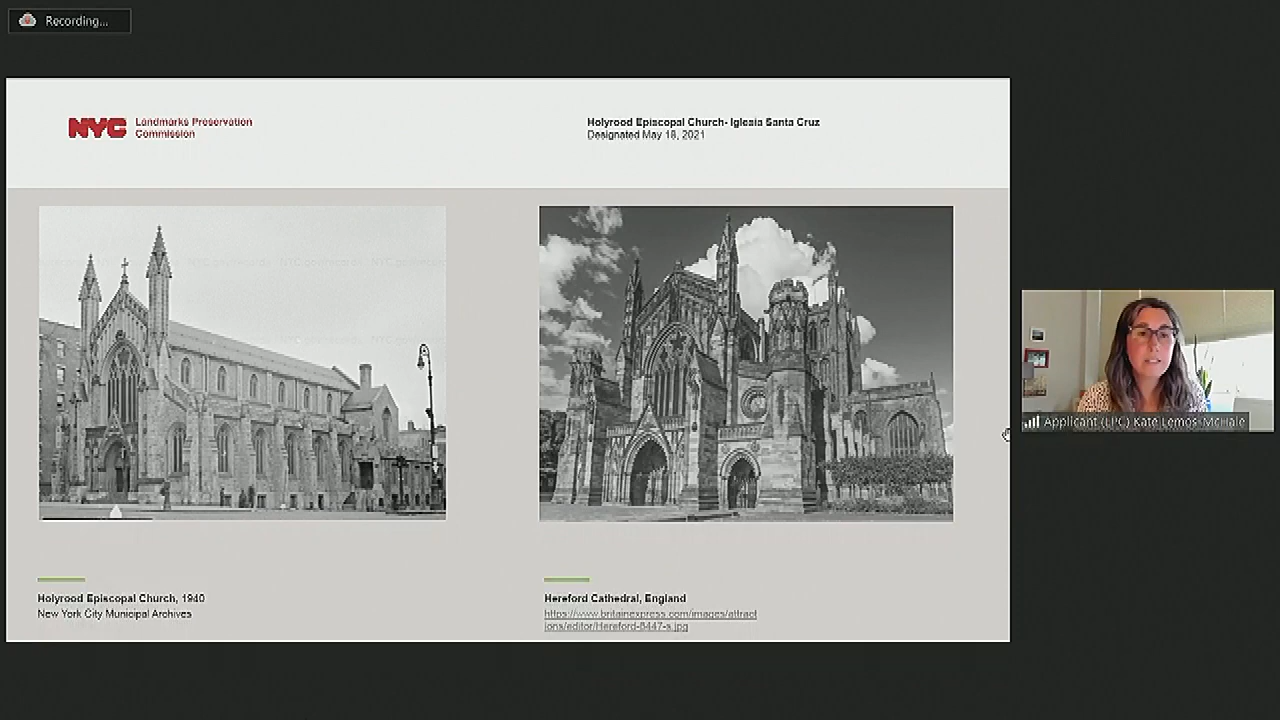 Recording...
NYC Landmarks Preservation
Commission
Holyrood Episcopal Church- Iglesia Santa Cruz
Designated May 18, 2021
Holyrood Episcopal Church, 1940
New York City Municipal Archives
Hereford Cathedral, England
https://www.britainexpress.com/images/attract
ions/editor/Hereford-8447-s.jpg
Applicant (LPC) Kate Lemos McHale